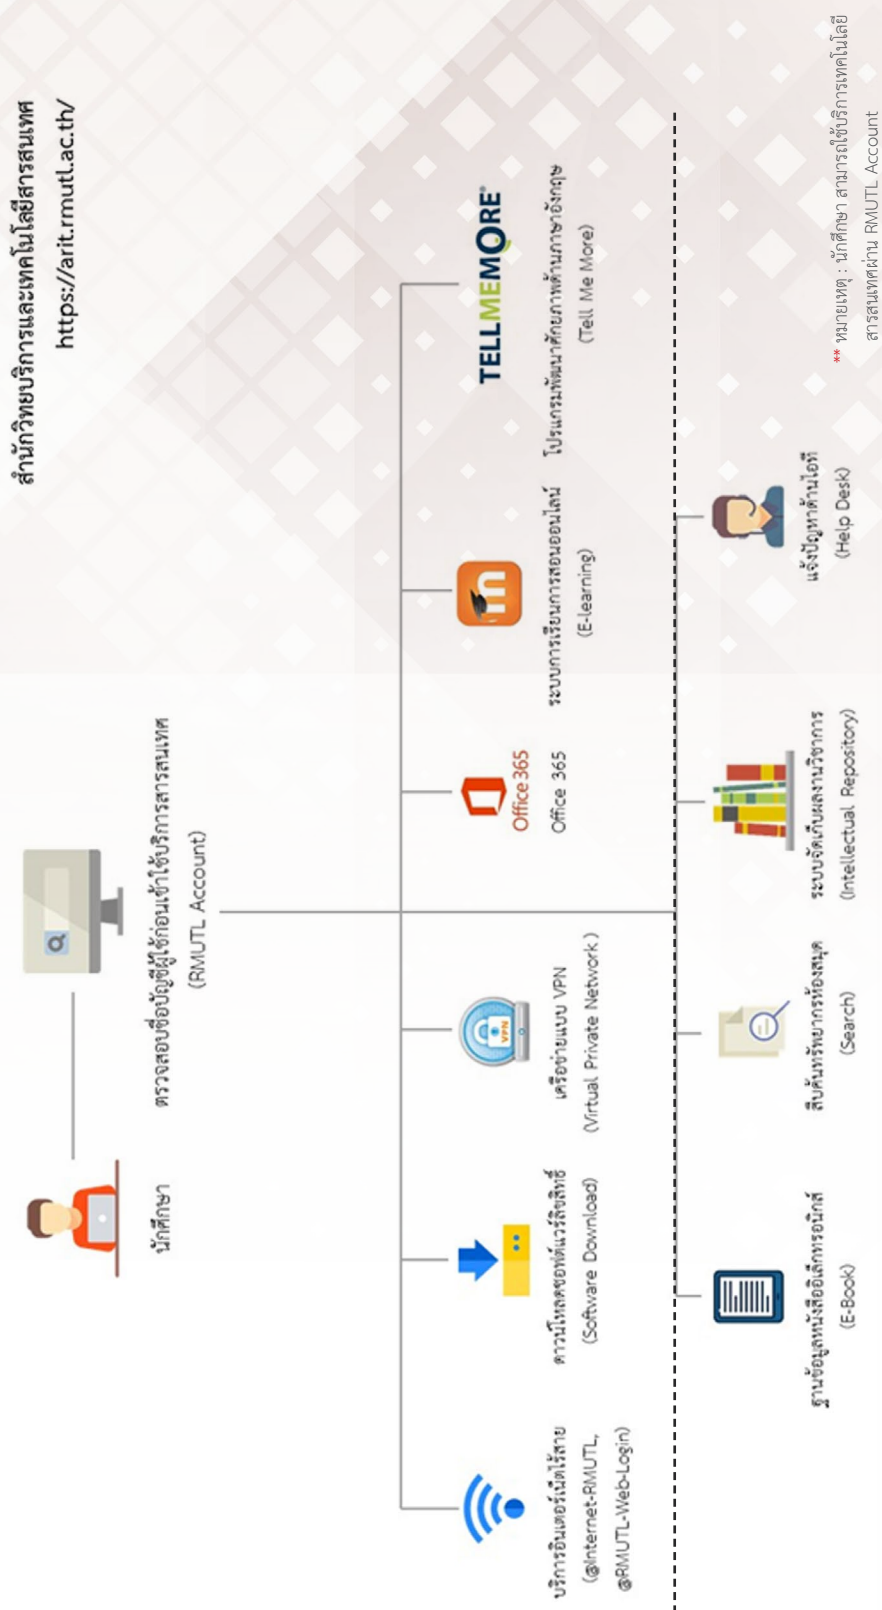 สำนักวิทยบริการและเทคโนโลยีสารสนเทศ
https://arit.rmutl.ac.th/
นักศึกษา
ตรวจสอบชื่อบัญชีผู้ใช้ก่อนเข้าใช้บริการสารสนเทศ
(RMUTL Account)
บริการอินเตอร์เน็ตไร้สาย
(@Internet-RMUTL,
@RMUTL-Web-Login)
ดาวน์โหลดซอฟต์แวร์ลิขสิทธิ์
(Software Download)
VPN
เครือข่ายแบบ VPN
(Virtual Private Network )
Office 365
Office 365
m
ระบบการเรียนการสอนออนไลน์
(E-learning)
TELLMEMORE®
โปรแกรมพัฒนาศักยภาพด้านภาษาอังกฤษ
(Tell Me More)
ฐานข้อมูลหนังสืออิเล็กทรอนิกส์
(E-Book)
สืบค้นทรัพยากรห้องสมุด
(Search)
ระบบจัดเก็บผลงานวิชาการ
(Intellectual Repository)
แจ้งปัญหาด้านไอที
(Help Desk)
** หมายเหตุ : นักศึกษา สามารถใช้บริการเทคโนโลยี
สารสนเทศผ่าน RMUTL Account